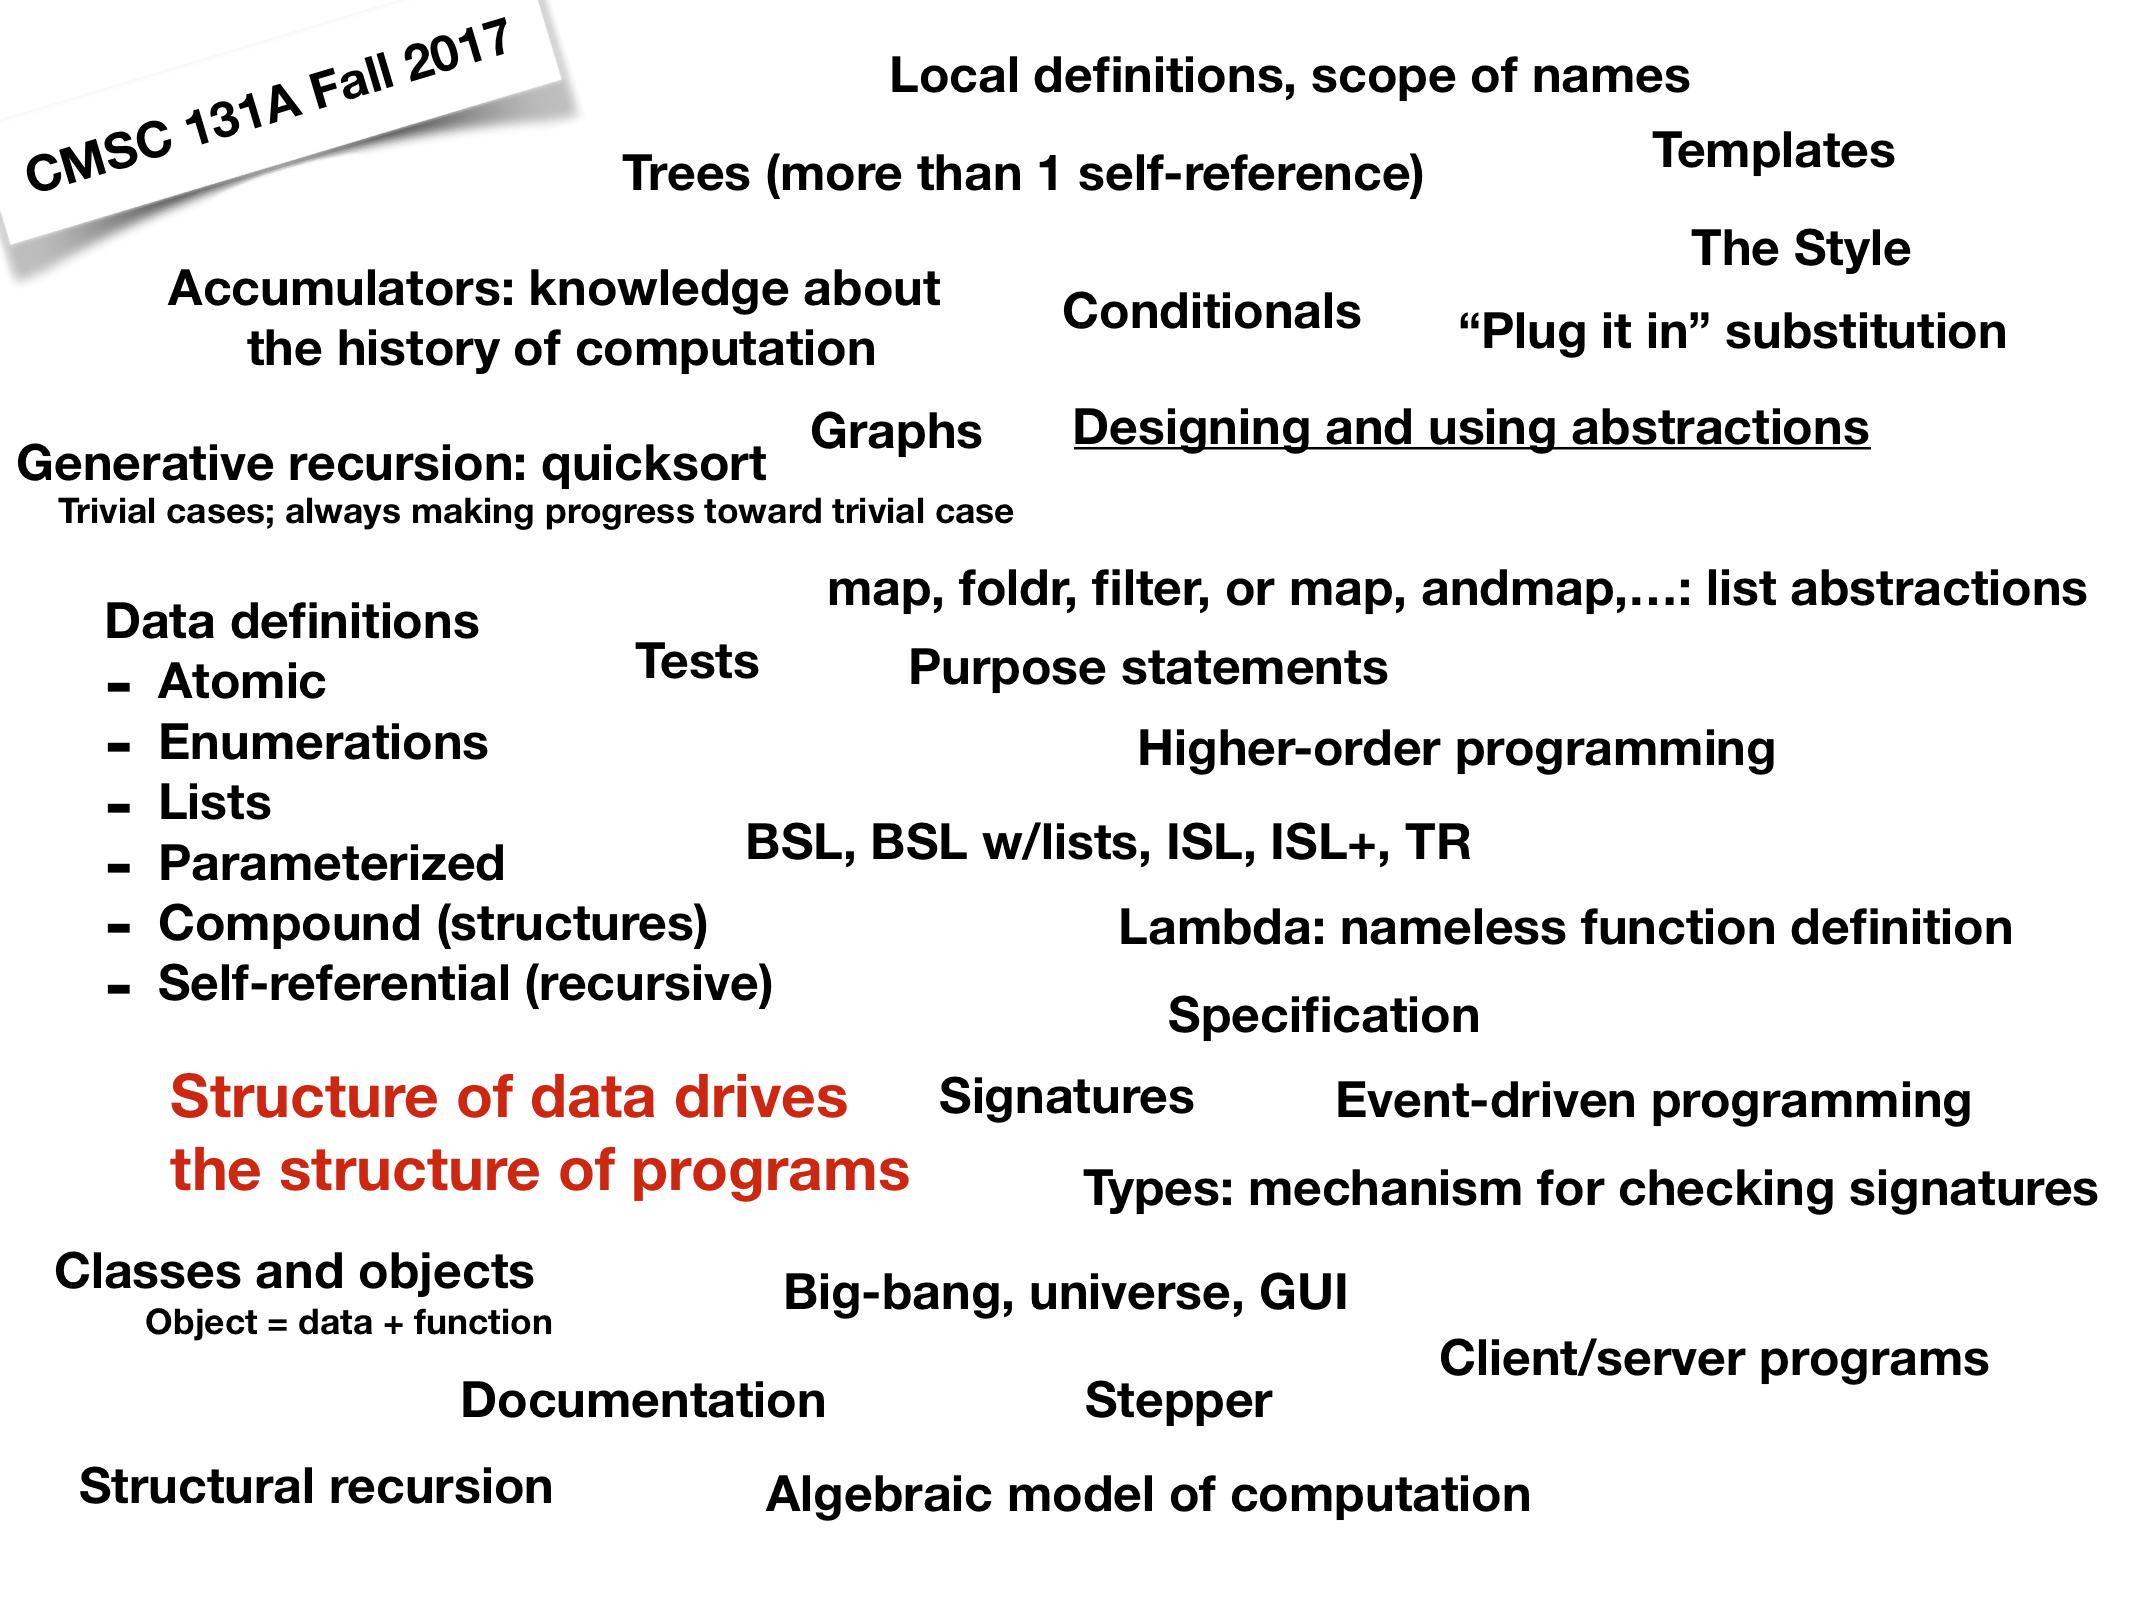 CMSC 131A Fall 2017
Local definitions, scope of names
Templates
Trees (more than 1 self-reference)
The Style
Accumulators: knowledge about
the history of computation
Conditionals
“Plug it in” substitution
Graphs
Designing and using abstractions
Generative recursion: quicksort
Trivial cases; always making progress toward trivial case
map, foldr, filter, or map, andmap,…: list abstractions
Data definitions
- Atomic
- Enumerations
- Lists
- Parameterized
- Compound (structures)
- Self-referential (recursive)
Tests
Purpose statements
Higher-order programming
BSL, BSL w/lists, ISL, ISL+, TR
Lambda: nameless function definition
Specification
Structure of data drives
the structure of programs
Signatures
Event-driven programming
Types: mechanism for checking signatures
Classes and objects
Object = data + function
Big-bang, universe, GUI
Client/server programs
Documentation
Stepper
Structural recursion
Algebraic model of computation